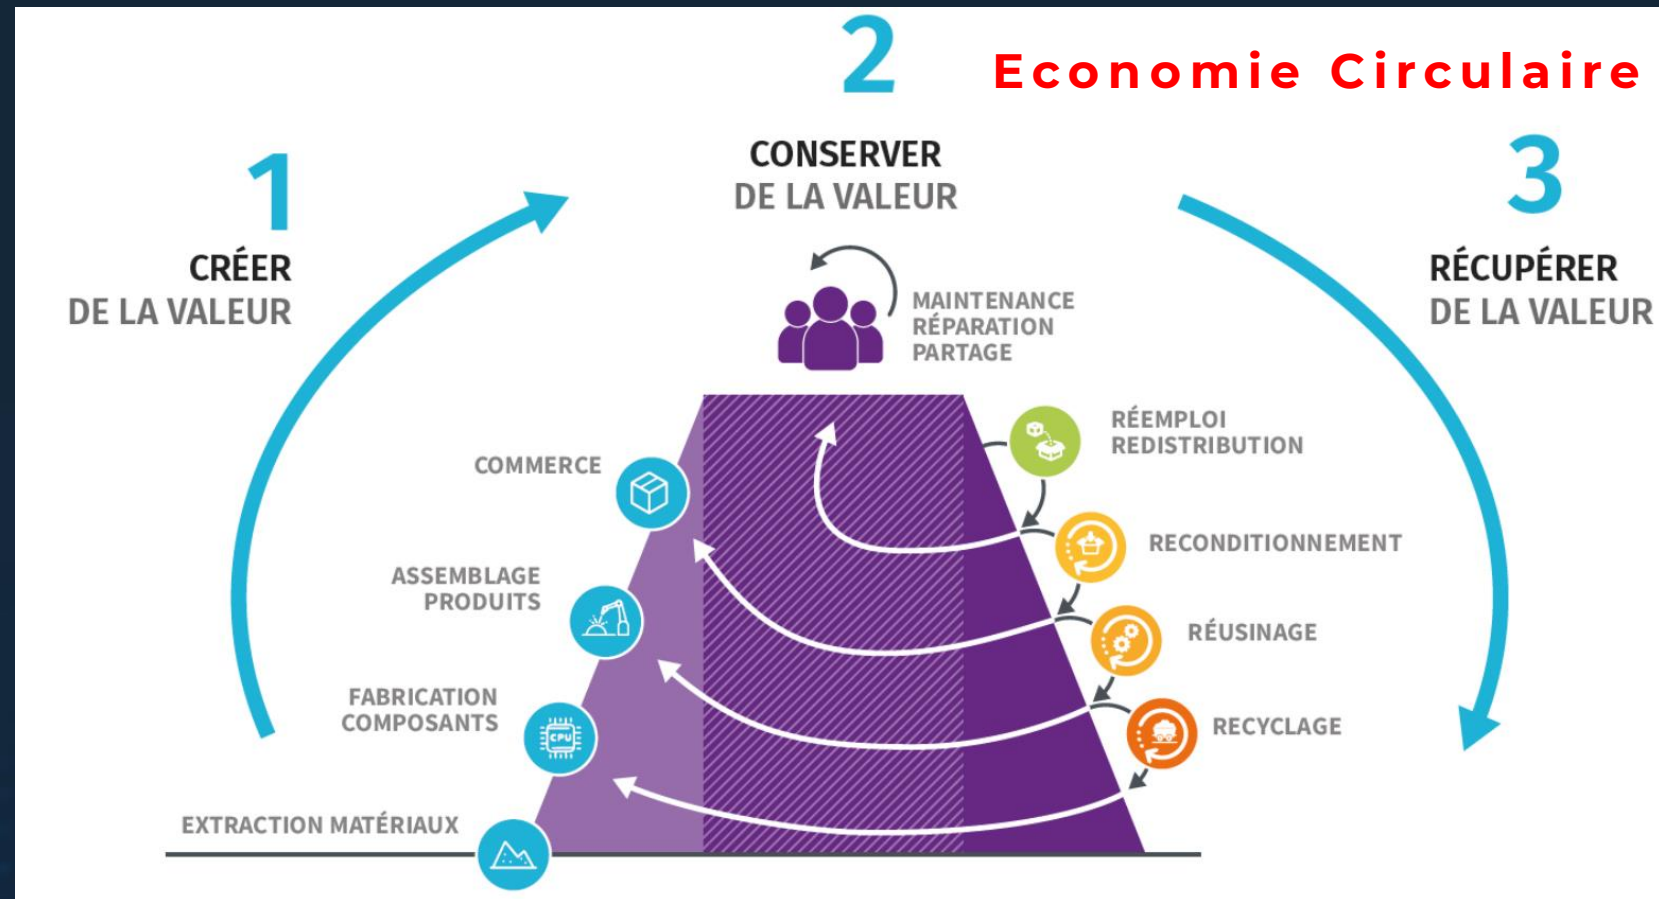 Economie Circulaire
1
CRÉER
DE LA VALEUR
2
CONSERVER
DE LA VALEUR
3
RÉCUPÉRER
DE LA VALEUR
MAINTENANCE
RÉPARATION
PARTAGE
COMMERCE
ASSEMBLAGE
PRODUITS
FABRICATION
COMPOSANTS
CPU
EXTRACTION MATÉRIAUX
RÉEMPLOI
REDISTRIBUTION
RECONDITIONNEMENT
RÉUSINAGE
RECYCLAGE